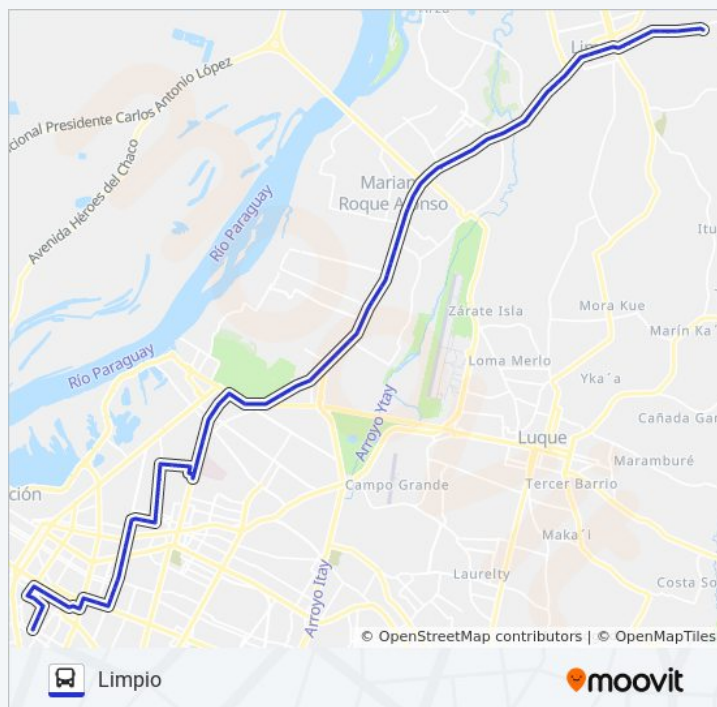 Limp
cional Presidente Carlos Antonio López
Avenida Héroes del Chaco
Río Paraguay
Marian
Roque Alonso
Itu
Zárate Isla
Mora Kue
Marín Ka
Loma Merlo
Río Paraguay
Yka´a
Arroyo Ytay
Cañada Gar
Luque
Maramburé
Campo Grande
Tercer Barrio
ción
Maka´i
Laurelty
Costa So
Arroyo Itay
© OpenStreetMap contributors | © OpenMapTiles
Limpio
moovit